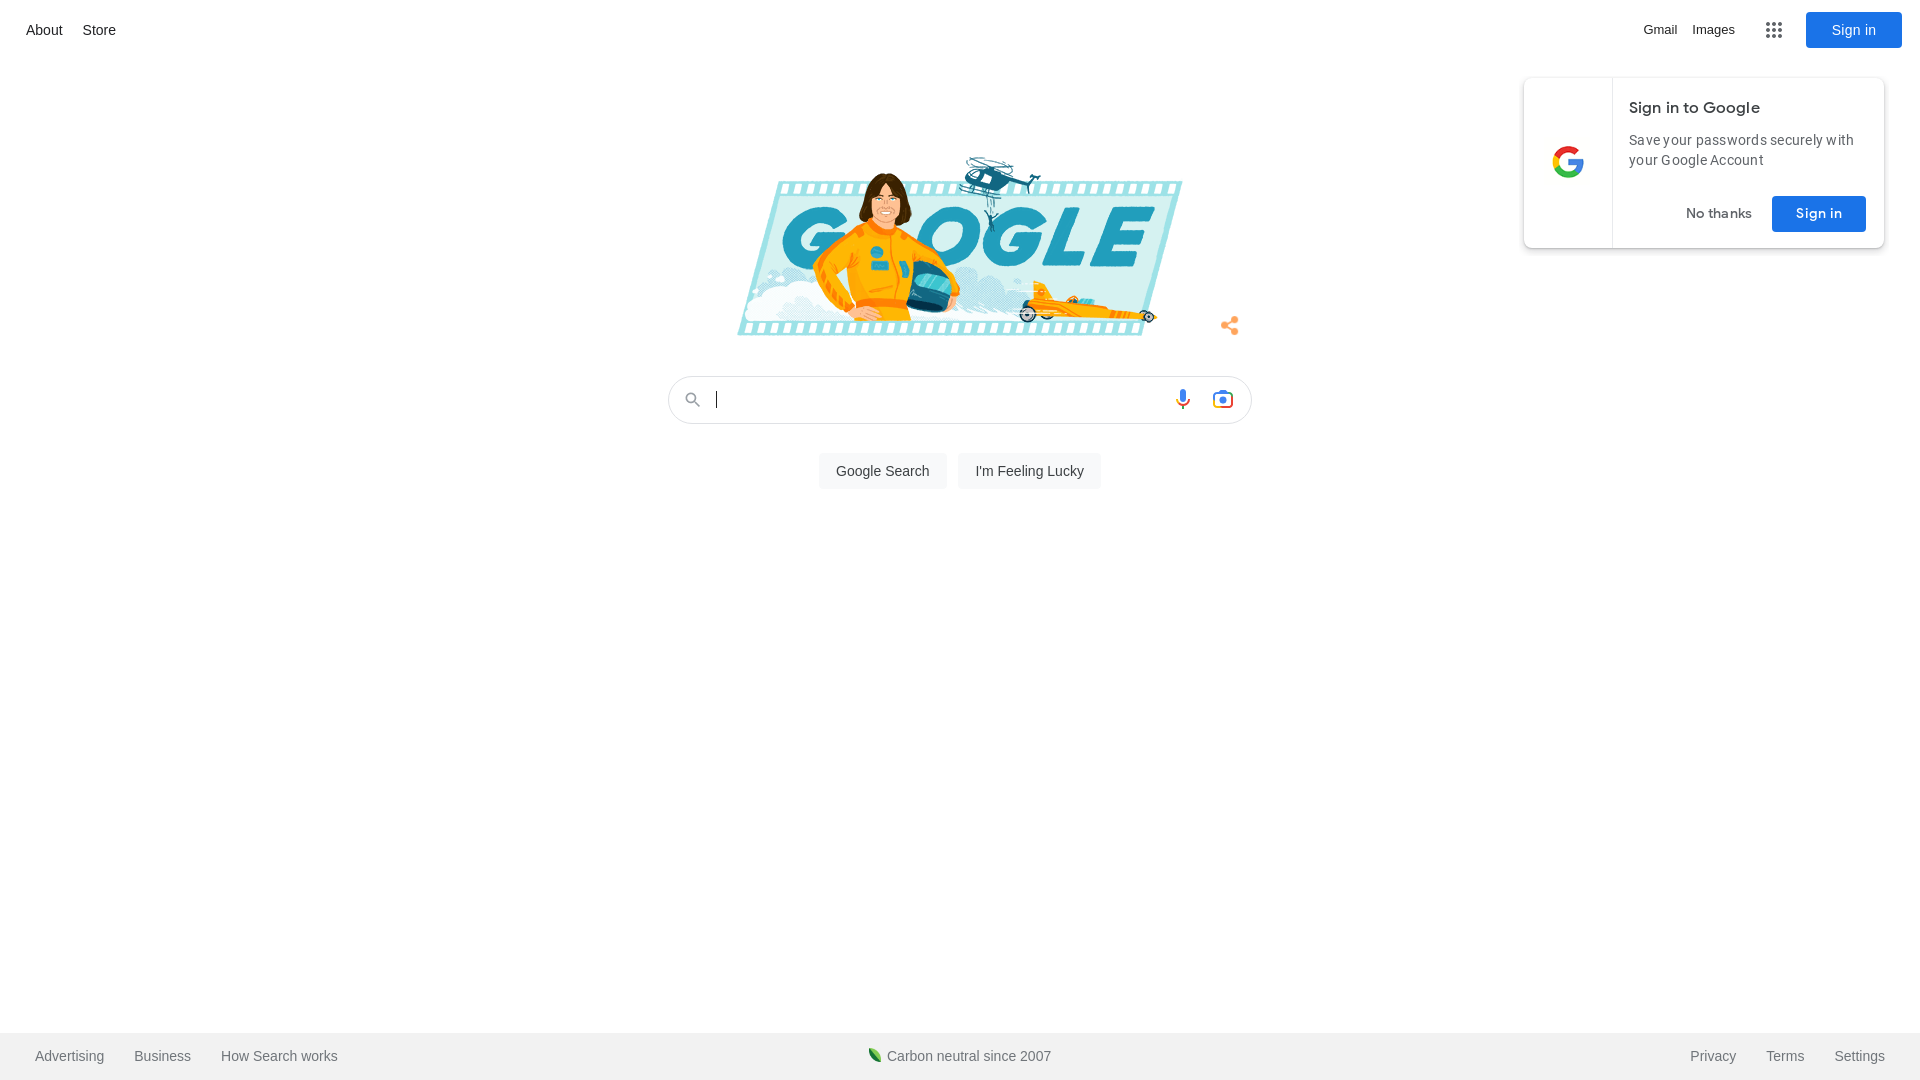 About
Store
Gmail
Images
Sign in
Sign in to Google
Save your passwords securely with
your Google Account
No thanks
Sign in
GOOGLE
Google Search
I'm Feeling Lucky
Advertising
Business
How Search works
Carbon neutral since 2007
Privacy
Terms
Settings